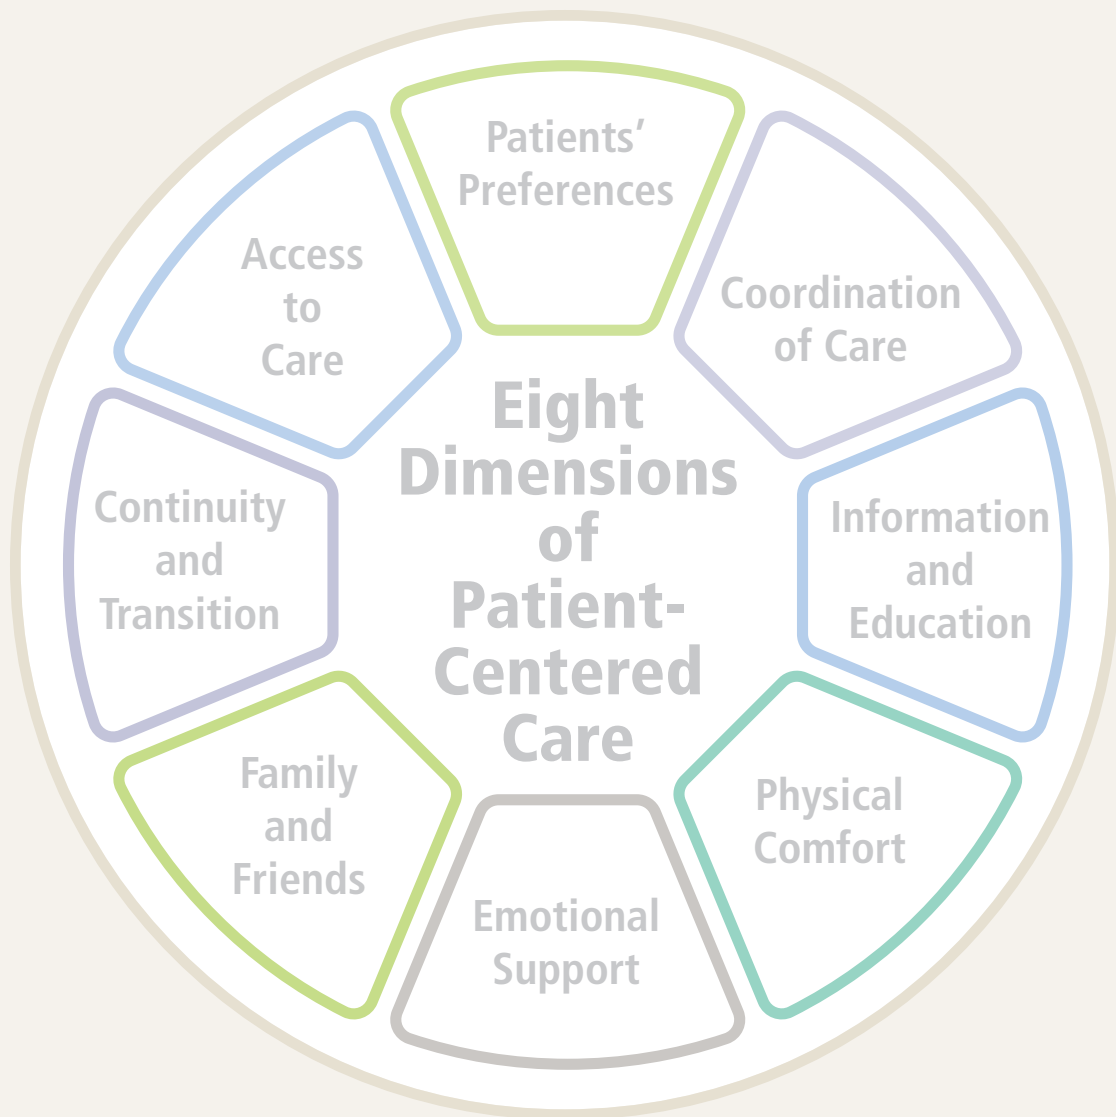 Patients’
Preferences
Coordination
of Care
Information
and
Education
Physical
Comfort
Emotional
Support
Family
and
Friends
Continuity
and
Transition
Access
to
Care
Eight
Dimensions
of
Patient-
Centered
Care